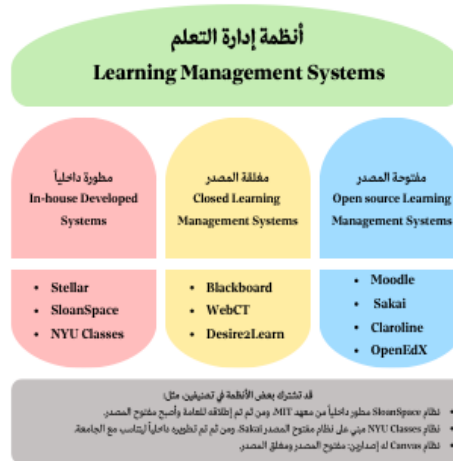 أنظمة إدارة التعلم
Learning Management Systems
مفتوحة المصدر
Open source Learning
Management Systems
Moodle
Sakai
Claroline
OpenEdX
مغلقة المصدر
Closed Learning
Management Systems
Blackboard
WebCT
Desire2Learn
مطورة داخلياً
In-house Developed
Systems
Stellar
SloanSpace
NYU Classes
قد تشترك بعض الأنظمة في تصنيفين، مثل:
نظام SloanSpace مطور داخلياً من معهد MIT، ومن ثم تم إطلاقه للعامة وأصبح مفتوح المصدر.
نظام NYU Classes مبني على نظام مفتوح المصدر Sakai، ومن ثم تم تطويره داخلياً ليتناسب مع الجامعة.
نظام Canvas له إصدارين: مفتوح المصدر ومغلق المصدر.